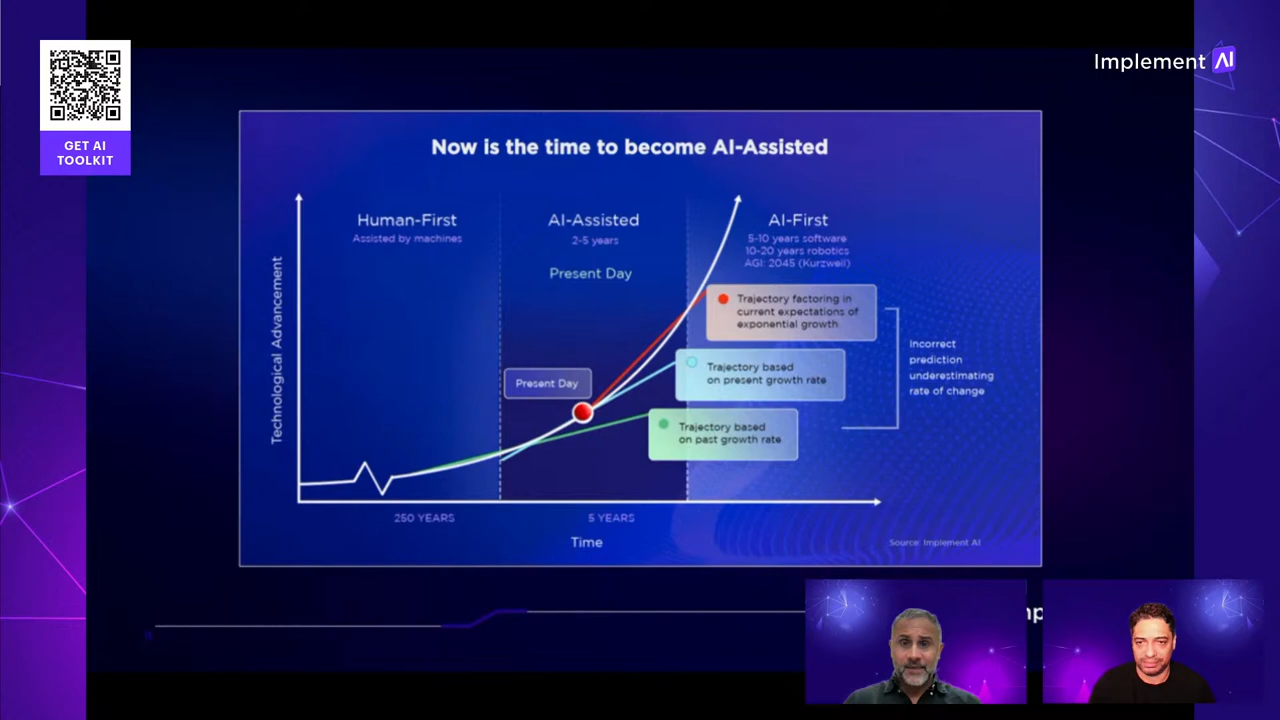 Implement AI
GET AI
TOOLKIT
Now is the time to become AI-Assisted
Human-First
Assisted by machines
AI-Assisted
2-5 years
Present Day
AI-First
5-10 years software
10-20 years robotics
AGI: 2045 (Kurzweil)
Technological Advancement
Trajectory factoring in
current expectations of
exponential growth
Trajectory based
on present growth rate
Trajectory based
on past growth rate
Present Day
Incorrect
prediction
underestimating
rate of change
250 YEARS
5 YEARS
Time
Source: Implement AI